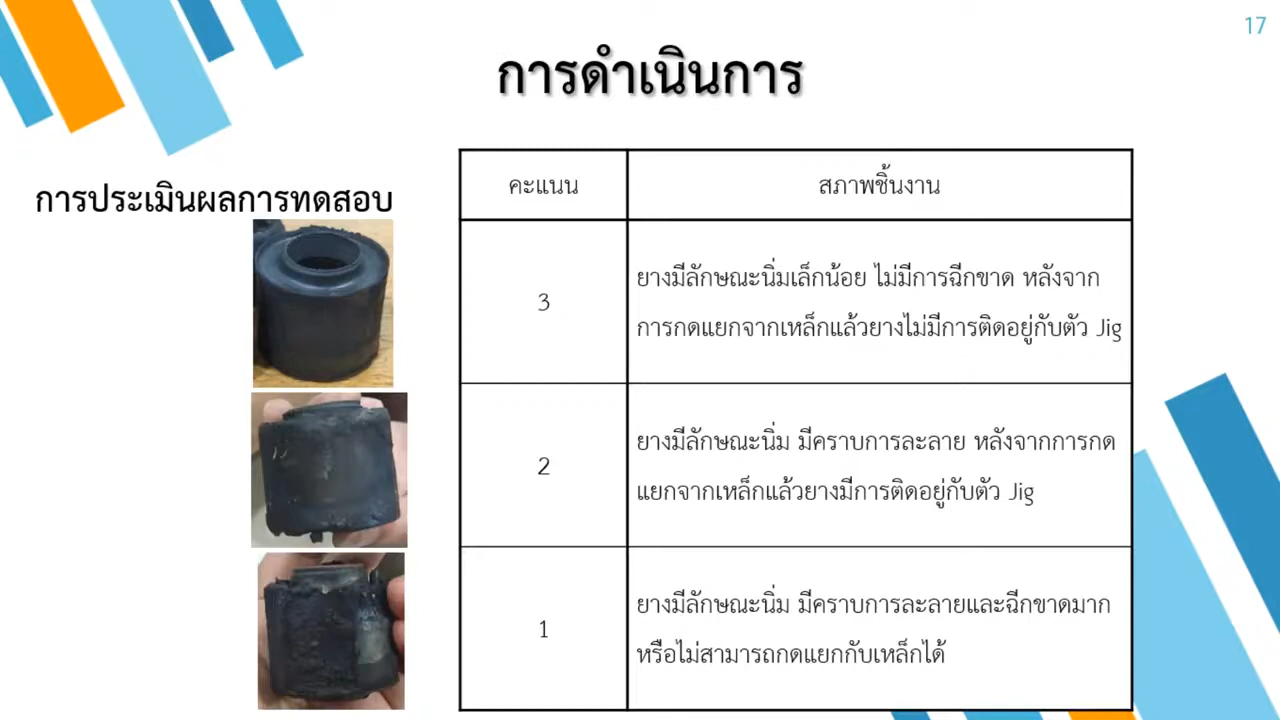 17
การดำเนินการ
การประเมินผลการทดสอบ
คะแนน
สภาพชิ้นงาน
3
ยางมีลักษณะนิ่มเล็กน้อย ไม่มีการฉีกขาด หลังจาก
การกดแยกจากเหล็กแล้วยางไม่มีการติดอยู่กับตัว Jig
2
ยางมีลักษณะนิ่ม มีคราบการละลาย หลังจากการกด
แยกจากเหล็กแล้วยางมีการติดอยู่กับตัว Jig
1
ยางมีลักษณะนิ่ม มีคราบการละลายและฉีกขาดมาก
หรือไม่สามารถกดแยกกับเหล็กได้